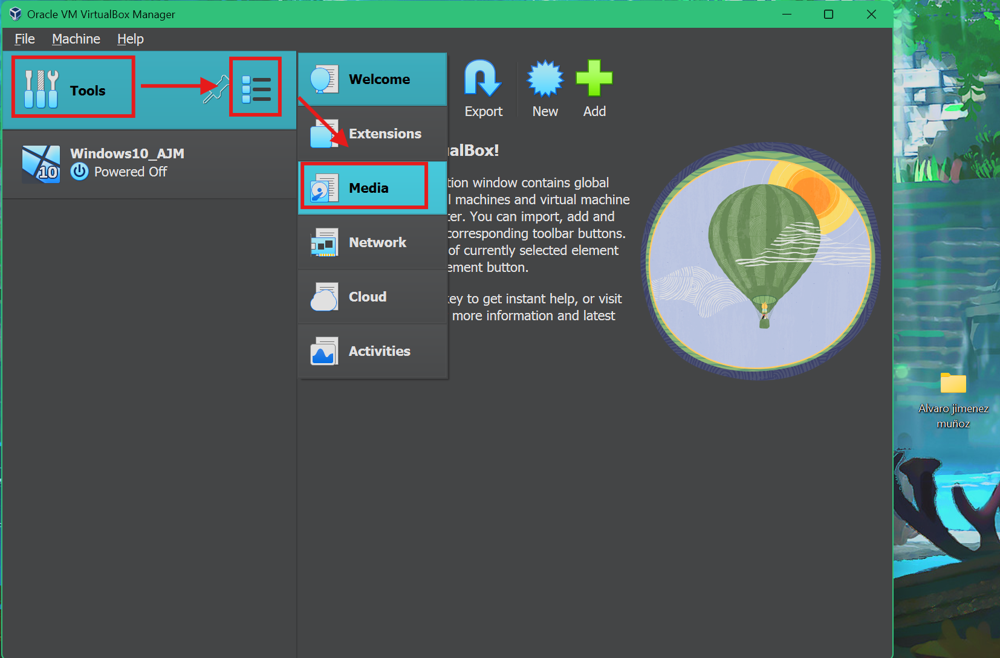 Oracle VM VirtualBox Manager
File Machine Help
Tools
Windows10_AJM
10
Powered Off
Welcome
Extensions
Media
Network
Cloud
Activities
Export
New
Add
alBox!
tion window contains global
l machines and virtual machine
ter. You can import, add and
corresponding toolbar buttons.
of currently selected element
ement button.
key to get instant help, or visit
more information and latest
Alvaro jimenez
muñoz